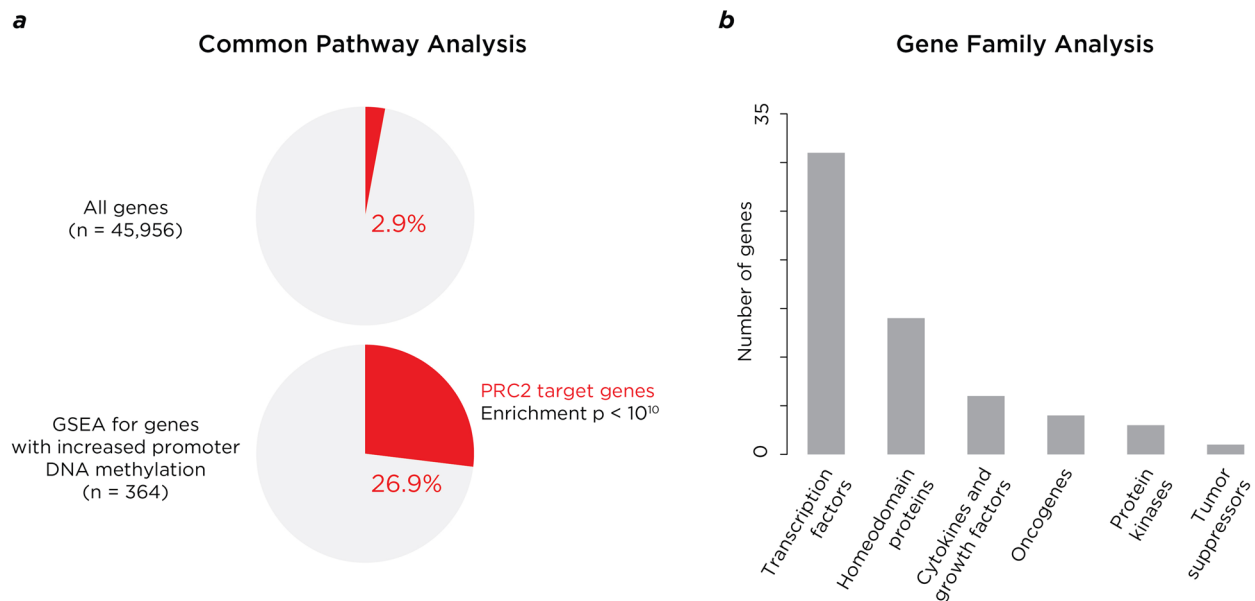 a
Common Pathway Analysis
All genes
(n = 45,956)
2.9%
GSEA for genes
with increased promoter
DNA methylation
(n = 364)
26.9%
PRC2 target genes
Enrichment p < 10¹⁰
b
Gene Family Analysis
Number of genes
35
0
Transcription
factors
Homeodomain
proteins
Cytokines and
growth factors
Oncogenes
Protein
kinases
Tumor
suppressors